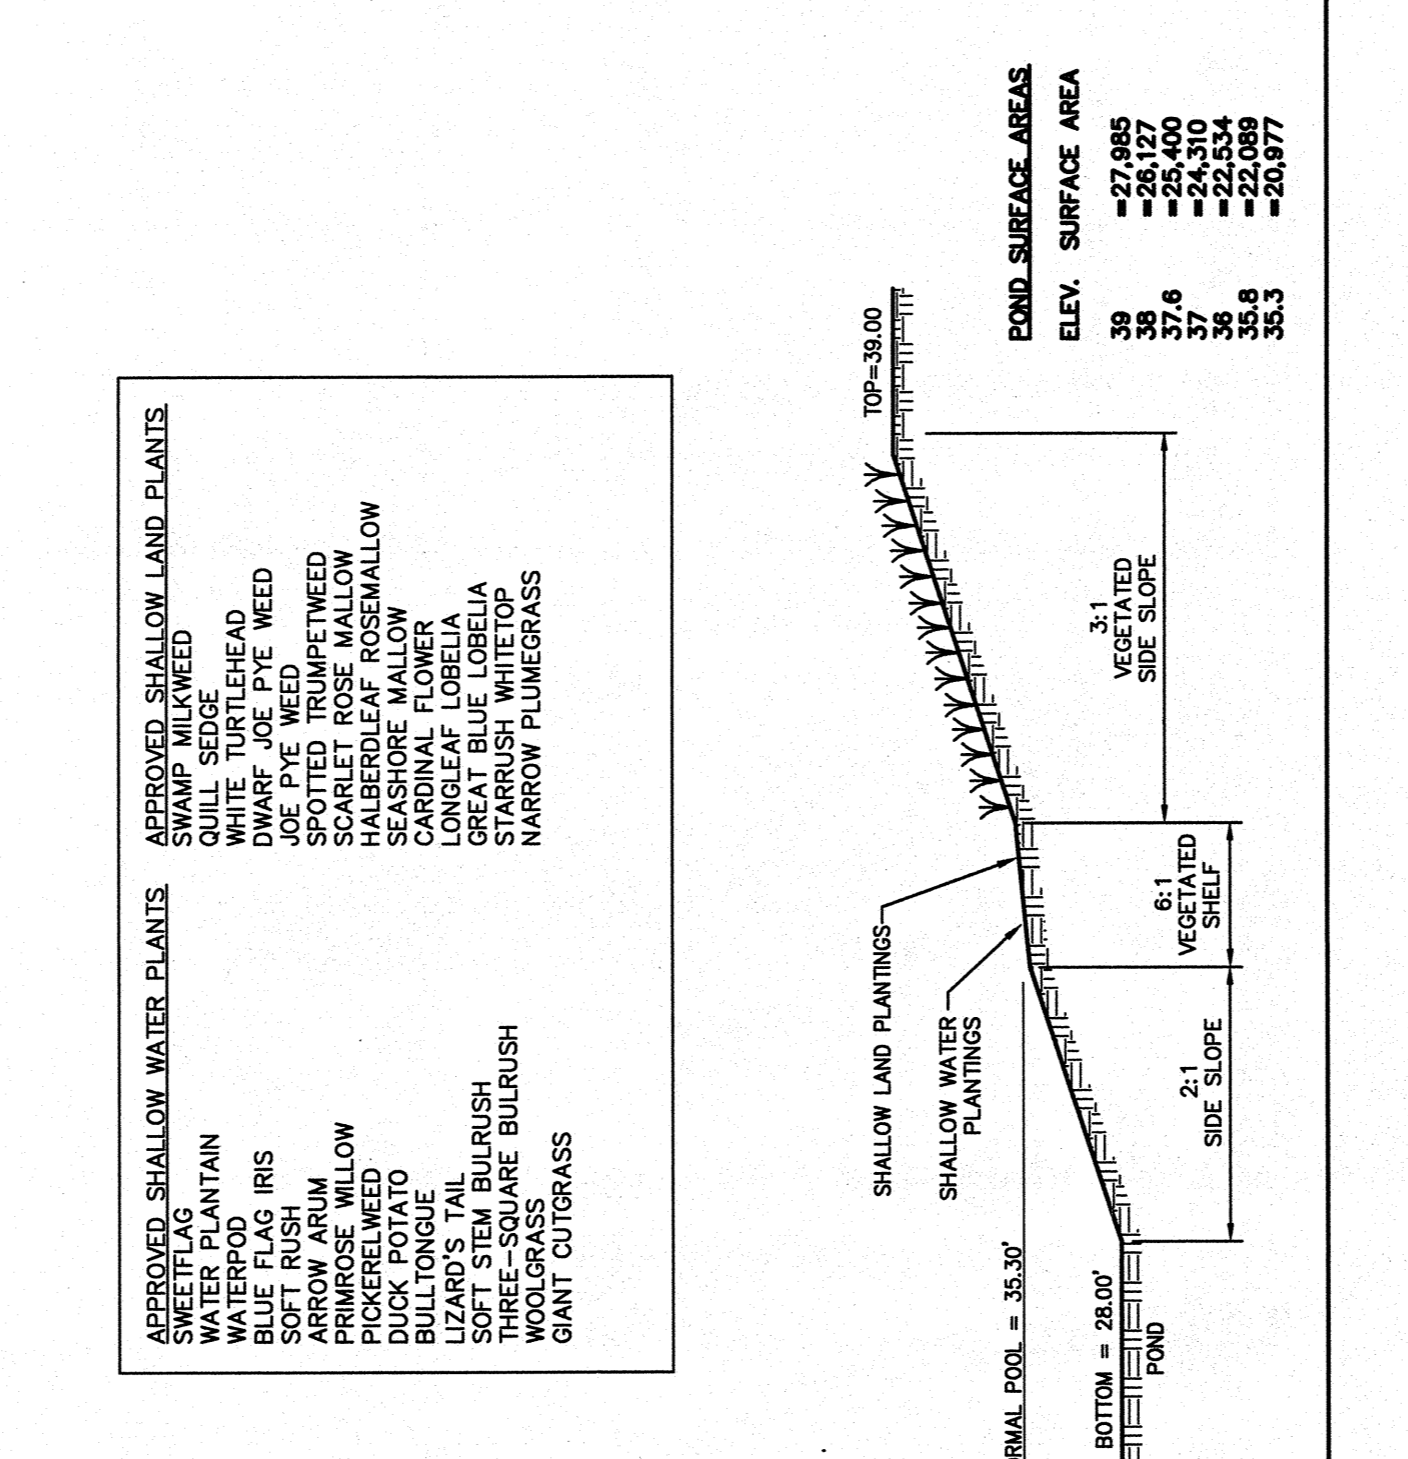 APPROVED SHALLOW WATER PLANTS
SWEETFLAG
WATER PLANTAIN
WATERPOD
BLUE FLAG IRIS
SOFT RUSH
ARROW ARUM
PRIMROSE WILLOW
PICKERELWEED
DUCK POTATO
BULLTONGUE
LIZARD'S TAIL
SOFT STEM BULRUSH
THREE-SQUARE BULRUSH
WOOLGRASS
GIANT CUTGRASS
APPROVED SHALLOW LAND PLANTS
SWAMP MILKWEED
QUILL SEDGE
WHITE TURTLEHEAD
DWARF JOE PYE WEED
JOE PYE WEED
SPOTTED TRUMPETWEED
SCARLET ROSE MALLOW
HALBERDLEAF ROSEMALLOW
SEASHORE MALLOW
CARDINAL FLOWER
LONGLEAF LOBELIA
GREAT BLUE LOBELIA
STARRUSH WHITETOP
NARROW PLUMEGRASS
TOP=39.00
SHALLOW LAND PLANTINGS
SHALLOW WATER
PLANTINGS
RMAL POOL = 35.30'
BOTTOM = 28.00'
POND
2:1
SIDE SLOPE
6:1
VEGETATED
SHELF
3:1
VEGETATED
SIDE SLOPE
POND SURFACE AREAS
ELEV. SURFACE AREA
39 =27,985
38 =26,127
37.6 =25,400
37 =24,310
36 =22,534
35.8 =22,089
35.3 =20,977